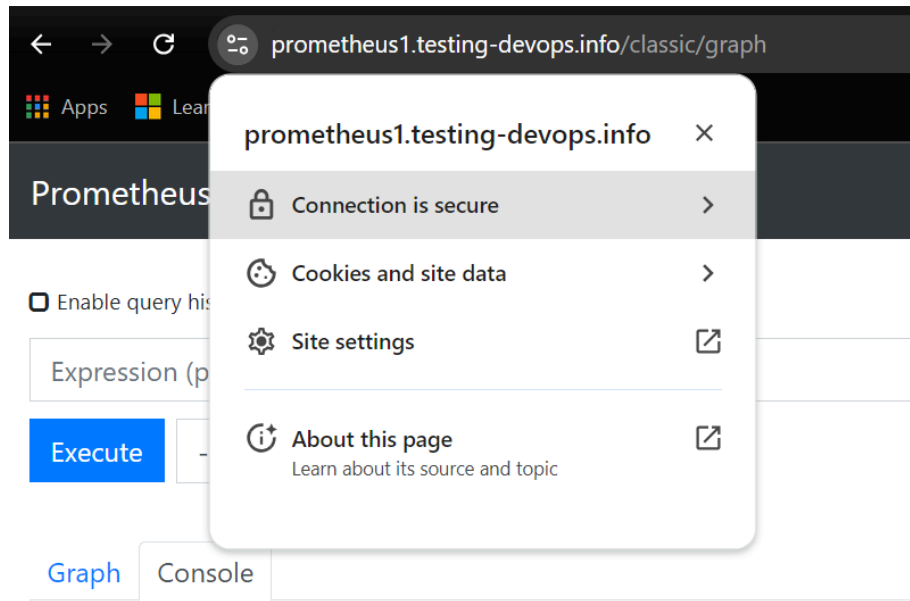 prometheus1.testing-devops.info/classic/graph
Apps
prometheus1.testing-devops.info
Prometheus
Connection is secure
Cookies and site data
Enable query
Site settings
Expression
About this page
Execute
Learn about its source and topic
Graph Console